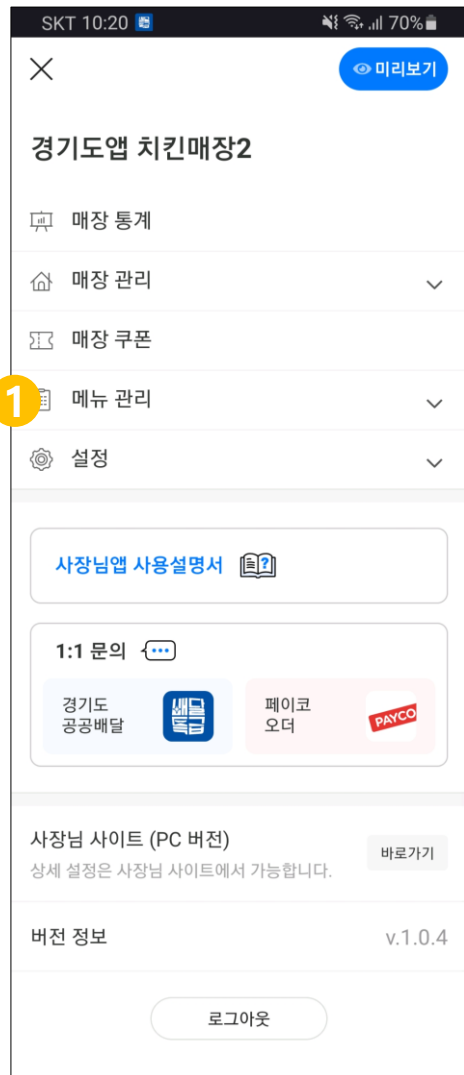 SKT 10:20 70%
미리보기
경기도앱 치킨매장2
매장 통계
매장 관리
매장 쿠폰
1 메뉴 관리
설정
사장님앱 사용설명서 ?
1:1 문의
경기도
공공배달
배달
특급
페이코
오더
PAYCO
사장님 사이트 (PC 버전)
상세 설정은 사장님 사이트에서 가능합니다.
바로가기
버전 정보 v.1.0.4
로그아웃